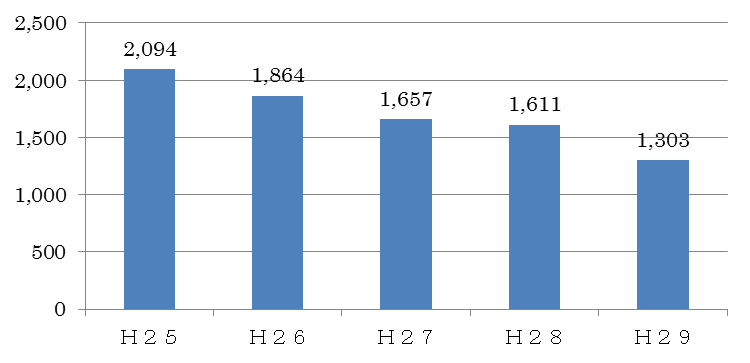 2,500
2,000
1,500
1,000
500
0
2,094
1,864
1,657
1,611
1,303
Ｈ２５
Ｈ２６
Ｈ２７
Ｈ２８
Ｈ２９